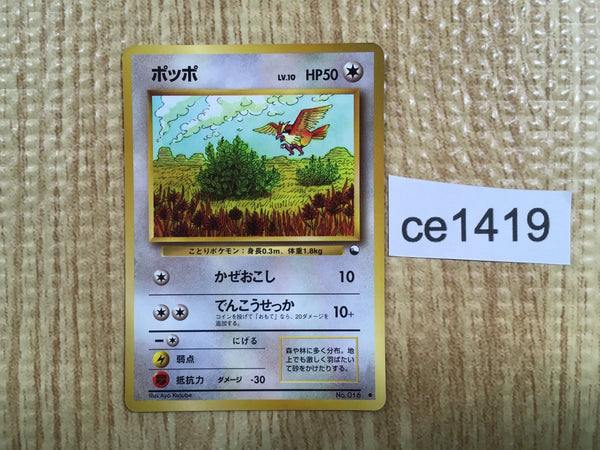 ポッポ LV.10 HP50
ことりポケモン：身長0.3m、体重1.8kg
かぜおこし 10
でんこうせっか 10+
コインを投げて「おもて」なら、20ダメージを
追加する。
にげる
弱点
抵抗力 ダメージ -30
森や林に多く分布。地
上でも激しく羽ばたい
て砂をかけたりする。
Illus. Aya Kusube
No.016
ce1419